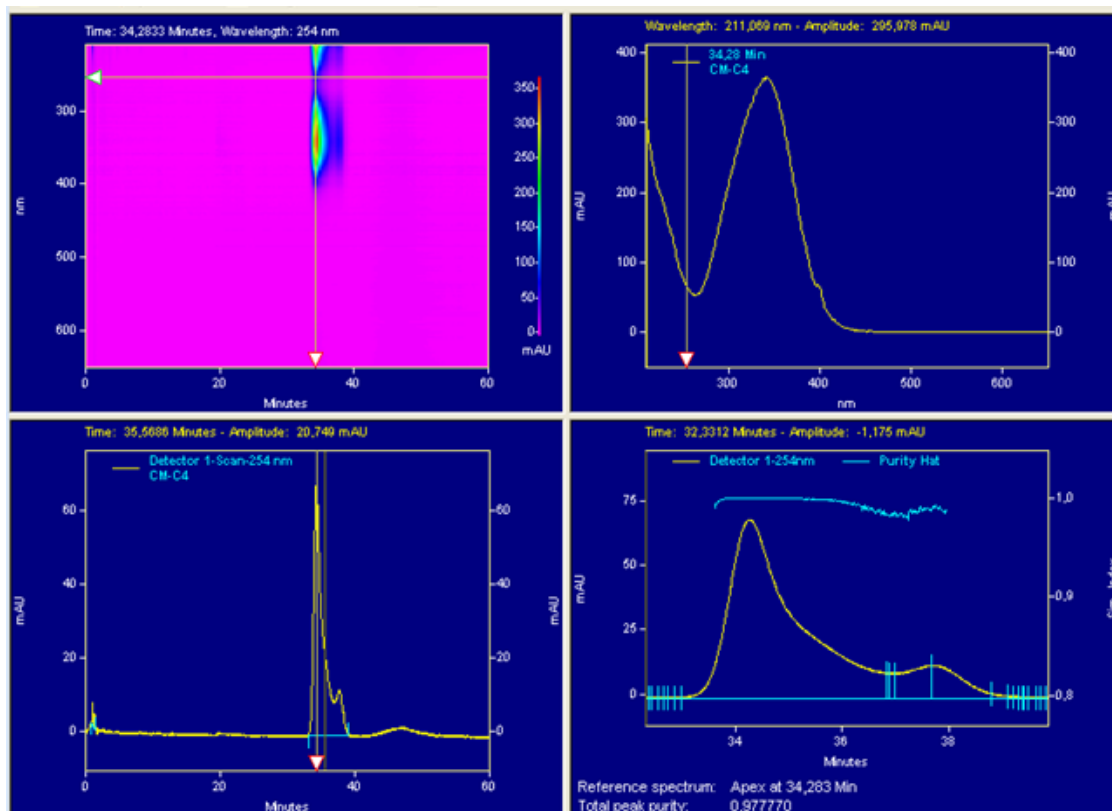 Time: 34,2833 Minutes, Wavelength: 254 nm
nm
300
400
500
600
0
20
40
60
Minutes
350
300
250
200
150
100
50
0
mAU
Wavelength: 211,069 nm - Amplitude: 295,978 mAU
34,28 Min
CM-C4
mAU
400
300
200
100
0
400
300
200
100
0
mAU
300
400
500
600
nm
Time: 35,5686 Minutes - Amplitude: 20,749 mAU
Detector 1-Scan-254 nm
CM-C4
mAU
60
40
20
0
60
40
20
0
mAU
0
20
40
60
Minutes
Time: 32,3312 Minutes - Amplitude: -1,175 mAU
Detector 1-254nm
Purity Hat
mAU
75
50
25
0
1,0
0,9
0,8
34
36
38
Minutes
Reference spectrum: Apex at 34,283 Min
Total peak purity: 0.977770